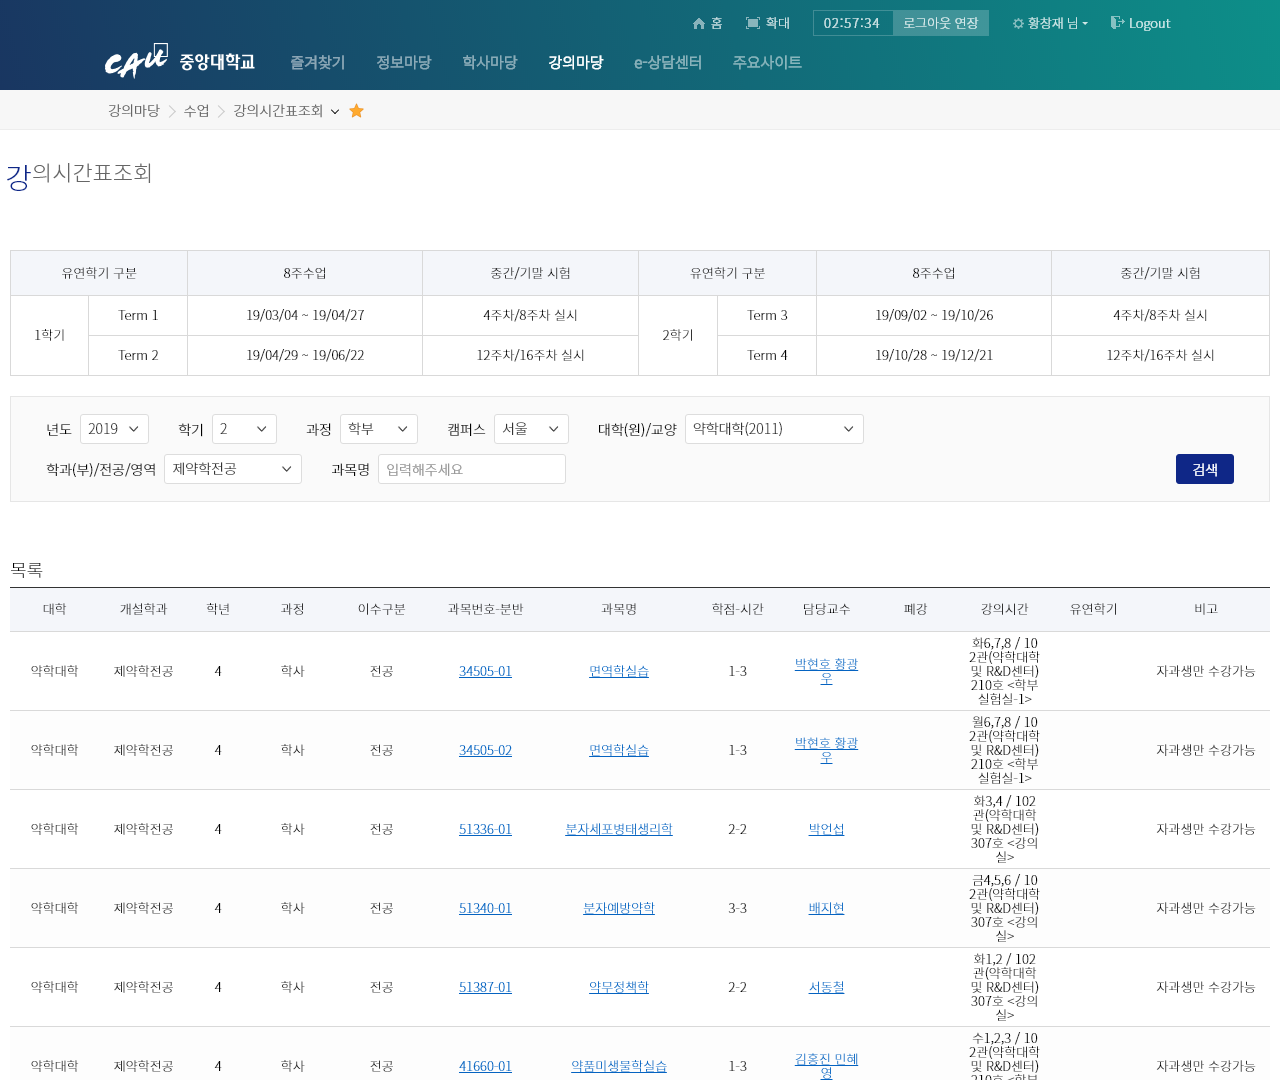 홈 확대 02:57:34 로그아웃 연장 황창재 님 Logout
CAU 중앙대학교 즐겨찾기 정보마당 학사마당 강의마당 e-상담센터 주요사이트
강의마당 수업 강의시간표조회
강의시간표조회
유연학기 구분 8주수업 중간/기말 시험 유연학기 구분 8주수업 중간/기말 시험
1학기 Term 1 19/03/04 ~ 19/04/27 4주차/8주차 실시 2학기 Term 3 19/09/02 ~ 19/10/26 4주차/8주차 실시
Term 2 19/04/29 ~ 19/06/22 12주차/16주차 실시 Term 4 19/10/28 ~ 19/12/21 12주차/16주차 실시
년도 2019 학기 2 과정 학부 캠퍼스 서울 대학(원)/교양 약학대학(2011)
학과(부)/전공/영역 제약학전공 과목명 입력해주세요 검색
목록
대학 개설학과 학년 과정 이수구분 과목번호-분반 과목명 학점-시간 담당교수 폐강 강의시간 유연학기 비고
약학대학 제약학전공 4 학사 전공 34505-01 면역학실습 1-3 박현호 황광
우 화6,7,8 / 10
2관(약학대학
및 R&D센터)
210호 <학부
실험실-1> 자과생만 수강가능
약학대학 제약학전공 4 학사 전공 34505-02 면역학실습 1-3 박현호 황광
우 월6,7,8 / 10
2관(약학대학
및 R&D센터)
210호 <학부
실험실-1> 자과생만 수강가능
약학대학 제약학전공 4 학사 전공 51336-01 분자세포병태생리학 2-2 박언섭 화3,4 / 102
관(약학대학
및 R&D센터)
307호 <강의
실> 자과생만 수강가능
약학대학 제약학전공 4 학사 전공 51340-01 분자예방약학 3-3 배지현 금4,5,6 / 10
2관(약학대학
및 R&D센터)
307호 <강의
실> 자과생만 수강가능
약학대학 제약학전공 4 학사 전공 51387-01 약무정책학 2-2 서동철 화1,2 / 102
관(약학대학
및 R&D센터)
307호 <강의
실> 자과생만 수강가능
약학대학 제약학전공 4 학사 전공 41660-01 약품미생물학실습 1-3 김홍진 민혜
영 수1,2,3 / 10
2관(약학대학
및 R&D센터)
210호 <학부 자과생만 수강가능